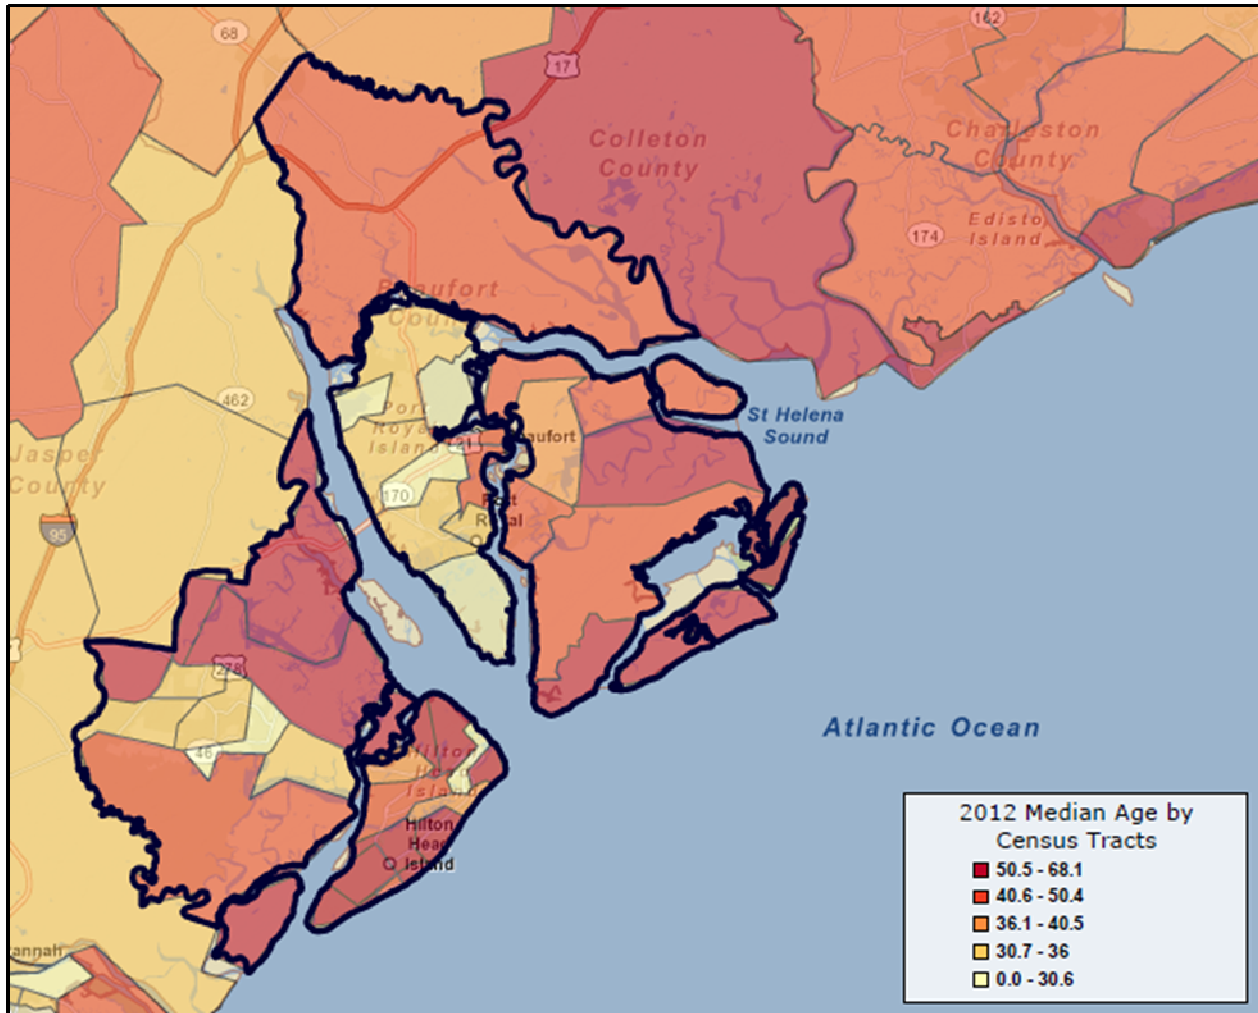 68
162
17
Colleton
County
Charleston
County
Edisto
Island
174
Beaufort
County
462
Port
Royal
Island
St Helena
Sound
21
aufort
Jasper
County
170
Port
Royal
95
278
46
Hilton
Head
Island
Hilton
Head
Island
Atlantic Ocean
annah
2012 Median Age by
Census Tracts
50.5 - 68.1
40.6 - 50.4
36.1 - 40.5
30.7 - 36
0.0 - 30.6